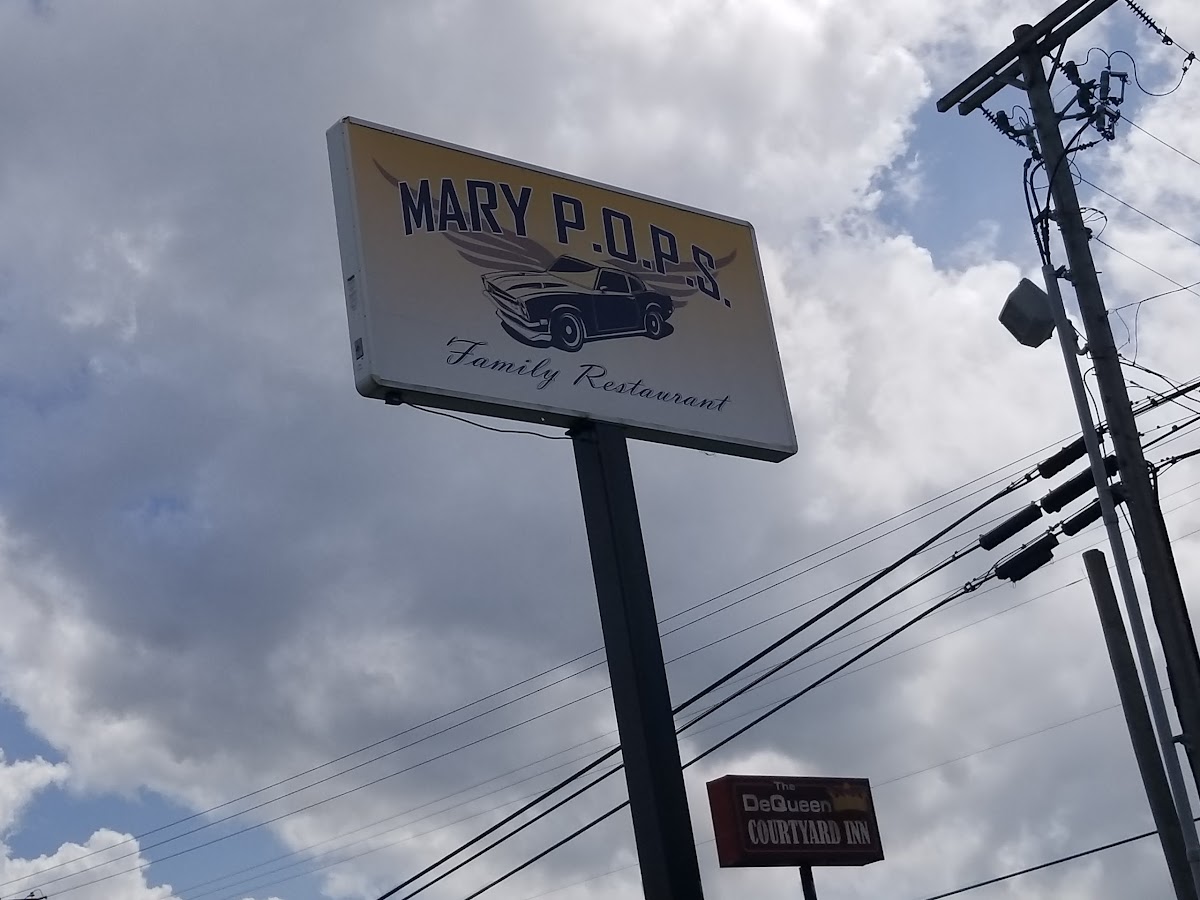 MARY P.O.P.S.
Family Restaurant
The
DeQueen
COURTYARD INN